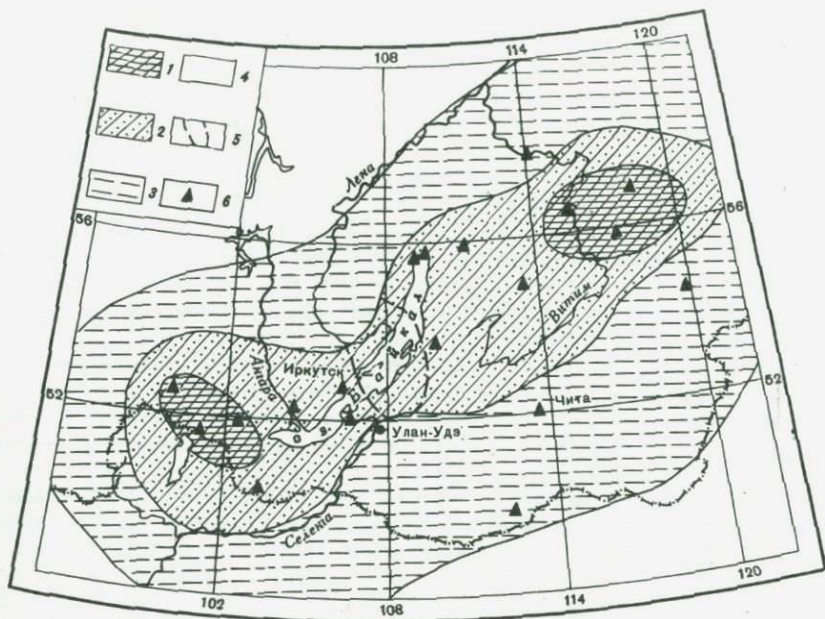 108
114
120
1
4
2
5
3
6
Лена
56
56
Байкал
Витим
Ангара
Иркутск
52
52
Чита
оз.
Улан-Удэ
Селенга
102
108
114
120